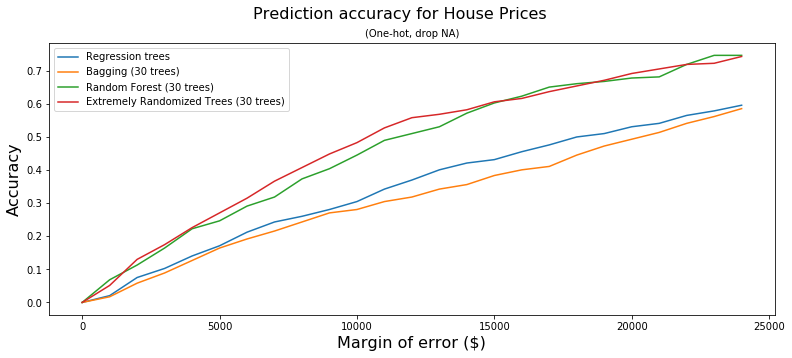 Prediction accuracy for House Prices
(One-hot, drop NA)
Regression trees
Bagging (30 trees)
Random Forest (30 trees)
Extremely Randomized Trees (30 trees)
Accuracy
0.7
0.6
0.5
0.4
0.3
0.2
0.1
0.0
0 5000 10000 15000 20000 25000
Margin of error ($)